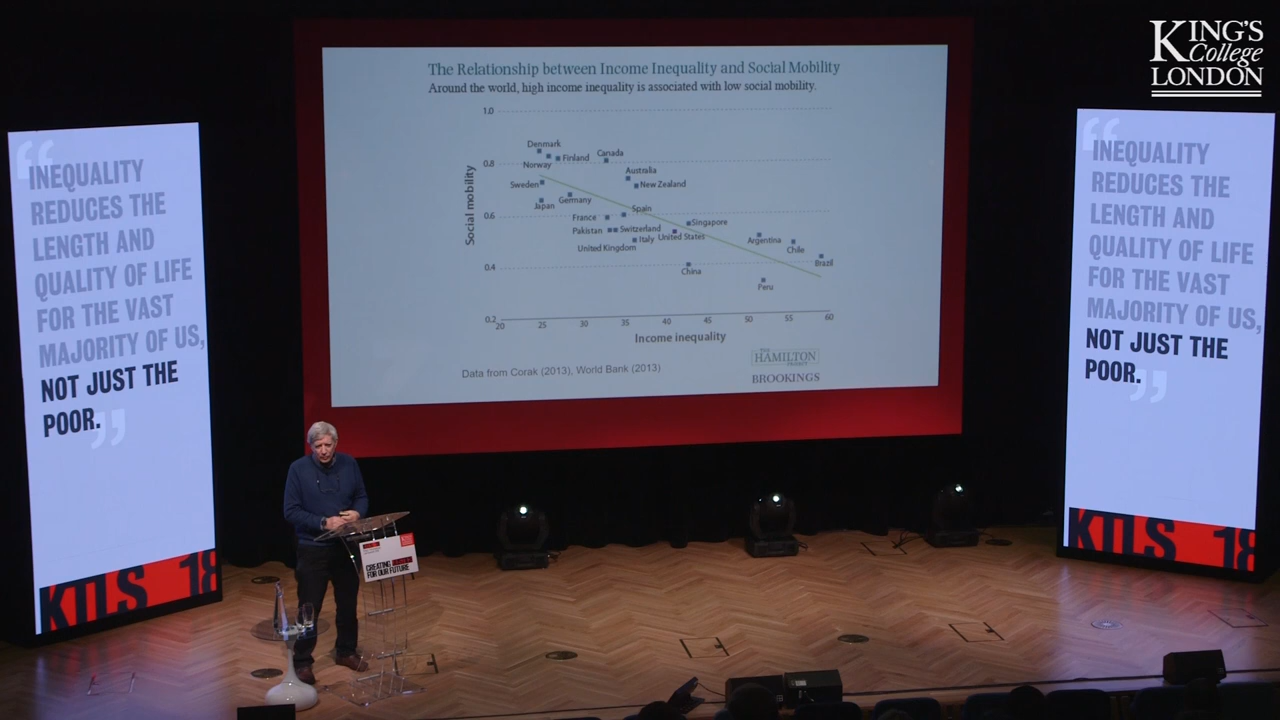 KING'S
College
LONDON
The Relationship between Income Inequality and Social Mobility
Around the world, high income inequality is associated with low social mobility.
Social mobility
1.0
0.8
0.6
0.4
0.2
Denmark
Norway
Finland
Canada
Australia
New Zealand
Sweden
Japan
Germany
Spain
France
Singapore
Pakistan
Switzerland
Italy
United States
United Kingdom
Argentina
Chile
Brazil
China
Peru
20 25 30 35 40 45 50 55 60
Income inequality
Data from Corak (2013), World Bank (2013)
THE
HAMILTON
PROJECT
BROOKINGS
“
INEQUALITY
REDUCES THE
LENGTH AND
QUALITY OF LIFE
FOR THE VAST
MAJORITY OF US,
NOT JUST THE
POOR.”
KTLS_18
“
INEQUALITY
REDUCES THE
LENGTH AND
QUALITY OF LIFE
FOR THE VAST
MAJORITY OF US,
NOT JUST THE
POOR.”
KTLS_18
CREATING
FOR OUR FUTURE